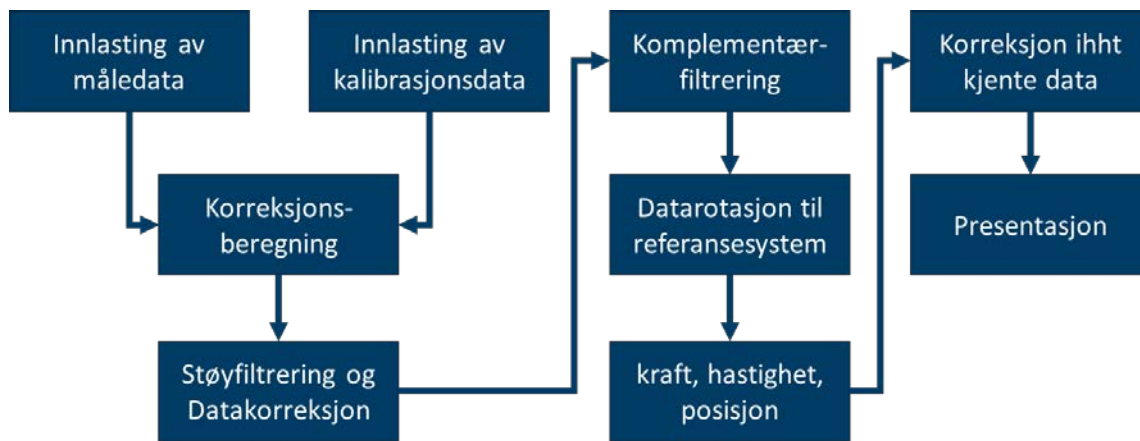 Innlasting av
måledata
Innlasting av
kalibrasjonsdata
Korreksjons-
beregning
Støyfiltrering og
Datakorreksjon
Komplementær-
filtrering
Datarotasjon til
referansesystem
kraft, hastighet,
posisjon
Korreksjon ihht
kjente data
Presentasjon